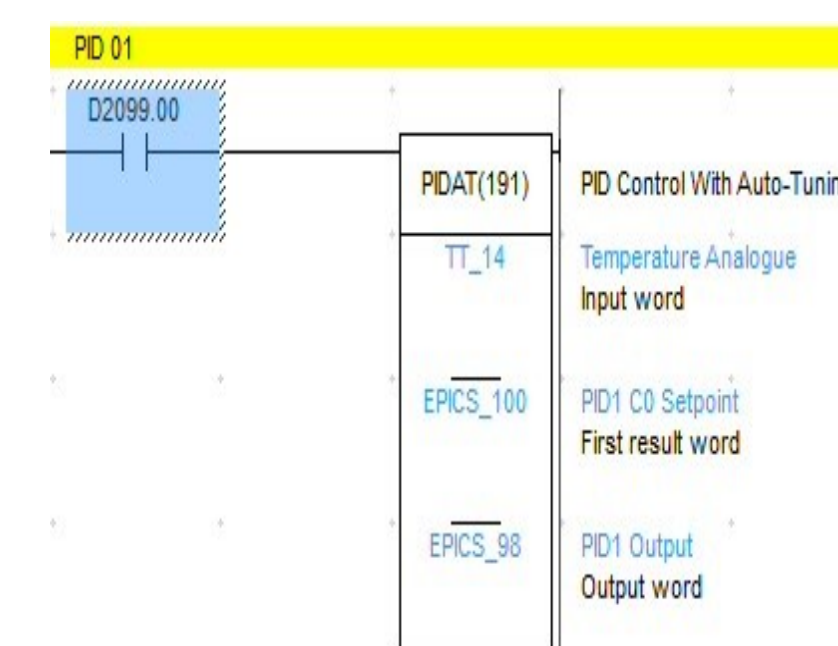 PID 01
D2099.00
PIDAT(191)
PID Control With Auto-Tunin
TT_14
Temperature Analogue
Input word
EPICS_100
PID1 C0 Setpoint
First result word
EPICS_98
PID1 Output
Output word